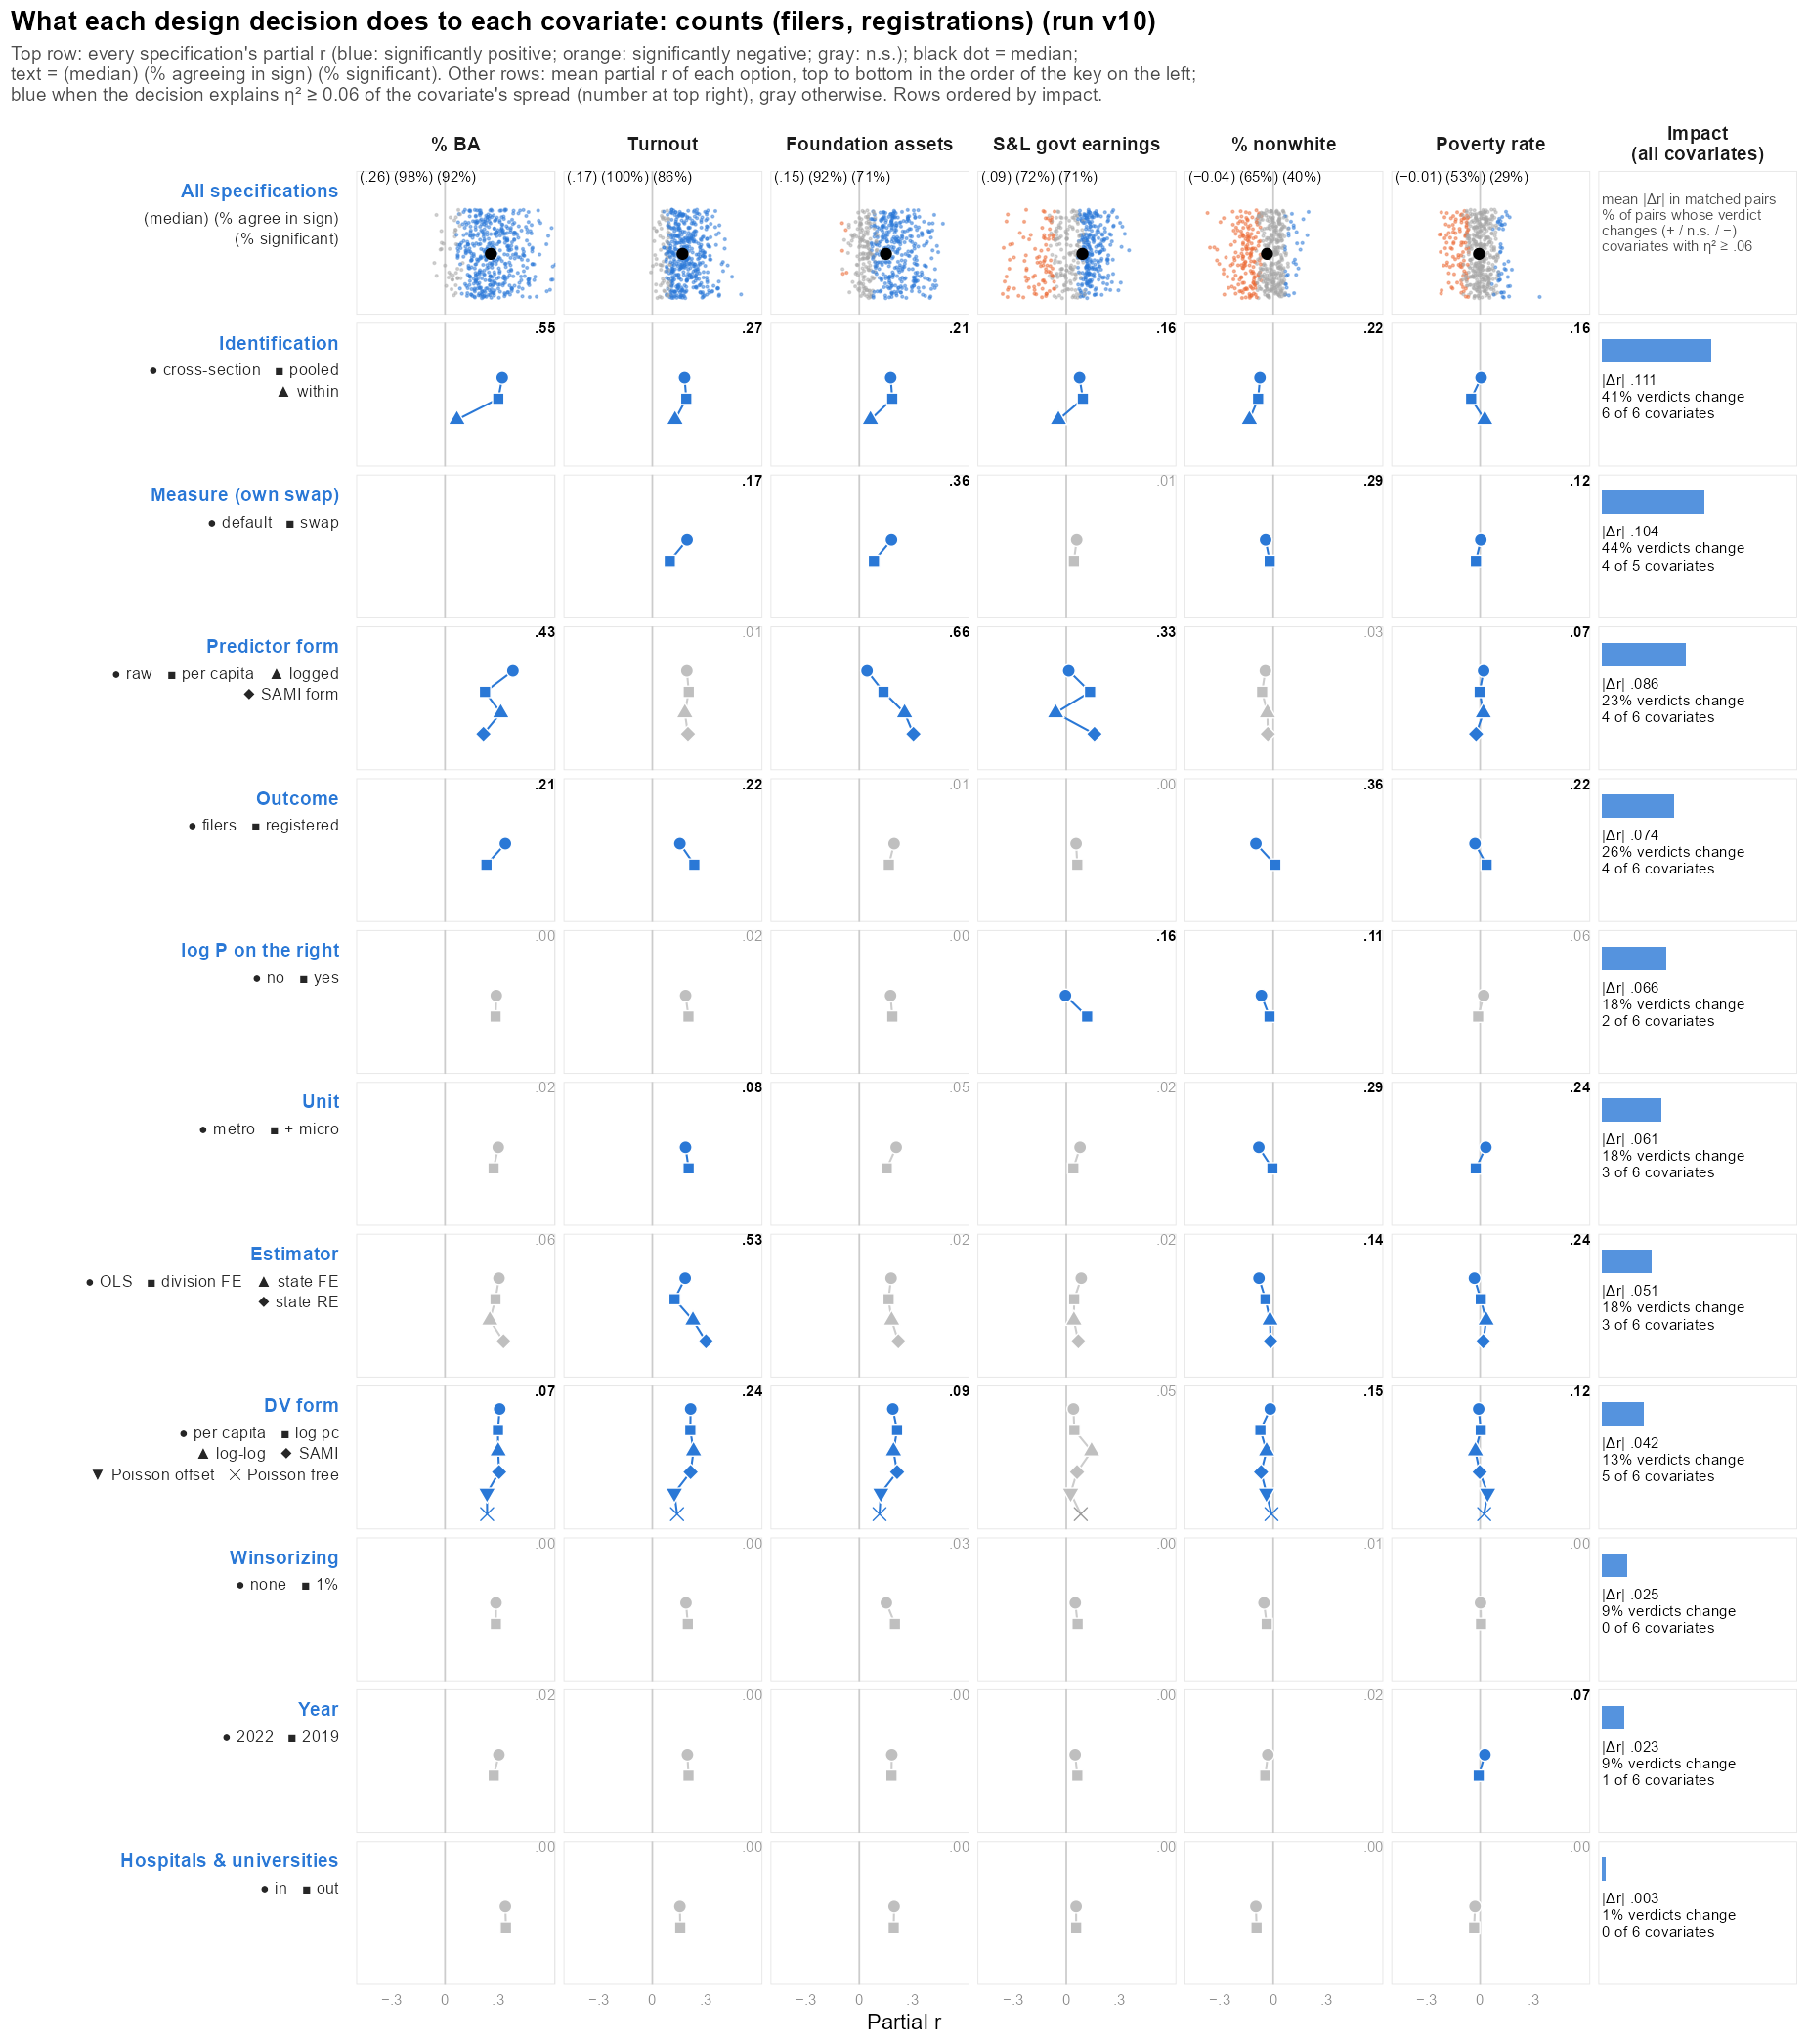 What each design decision does to each covariate: counts (filers, registrations) (run v10)
Top row: every specification's partial r (blue: significantly positive; orange: significantly negative; gray: n.s.); black dot = median;
text = (median) (% agreeing in sign) (% significant). Other rows: mean partial r of each option, top to bottom in the order of the key on the left;
blue when the decision explains η² ≥ 0.06 of the covariate's spread (number at top right), gray otherwise. Rows ordered by impact.
% BA Turnout Foundation assets S&L govt earnings % nonwhite Poverty rate Impact
(all covariates)
All specifications
(median) (% agree in sign)
(% significant)
(.26) (98%) (92%) (.17) (100%) (86%) (.15) (92%) (71%) (.09) (72%) (71%) (−0.04) (65%) (40%) (−0.01) (53%) (29%)
mean |Δr| in matched pairs
% of pairs whose verdict
changes (+ / n.s. / −)
covariates with η² ≥ .06
Identification
● cross-section ■ pooled
▲ within
.55 .27 .21 .16 .22 .16
|Δr| .111
41% verdicts change
6 of 6 covariates
Measure (own swap)
● default ■ swap
.17 .36 .01 .29 .12
|Δr| .104
44% verdicts change
4 of 5 covariates
Predictor form
● raw ■ per capita ▲ logged
◆ SAMI form
.43 .01 .66 .33 .03 .07
|Δr| .086
23% verdicts change
4 of 6 covariates
Outcome
● filers ■ registered
.21 .22 .01 .00 .36 .22
|Δr| .074
26% verdicts change
4 of 6 covariates
log P on the right
● no ■ yes
.00 .02 .00 .16 .11 .06
|Δr| .066
18% verdicts change
2 of 6 covariates
Unit
● metro ■ + micro
.02 .08 .05 .02 .29 .24
|Δr| .061
18% verdicts change
3 of 6 covariates
Estimator
● OLS ■ division FE ▲ state FE
◆ state RE
.06 .53 .02 .02 .14 .24
|Δr| .051
18% verdicts change
3 of 6 covariates
DV form
● per capita ■ log pc
▲ log-log ◆ SAMI
▼ Poisson offset × Poisson free
.07 .24 .09 .05 .15 .12
|Δr| .042
13% verdicts change
5 of 6 covariates
Winsorizing
● none ■ 1%
.00 .00 .03 .00 .01 .00
|Δr| .025
9% verdicts change
0 of 6 covariates
Year
● 2022 ■ 2019
.02 .00 .00 .00 .02 .07
|Δr| .023
9% verdicts change
1 of 6 covariates
Hospitals & universities
● in ■ out
.00 .00 .00 .00 .00 .00
|Δr| .003
1% verdicts change
0 of 6 covariates
−.3 0 .3 −.3 0 .3 −.3 0 .3 −.3 0 .3 −.3 0 .3 −.3 0 .3
Partial r